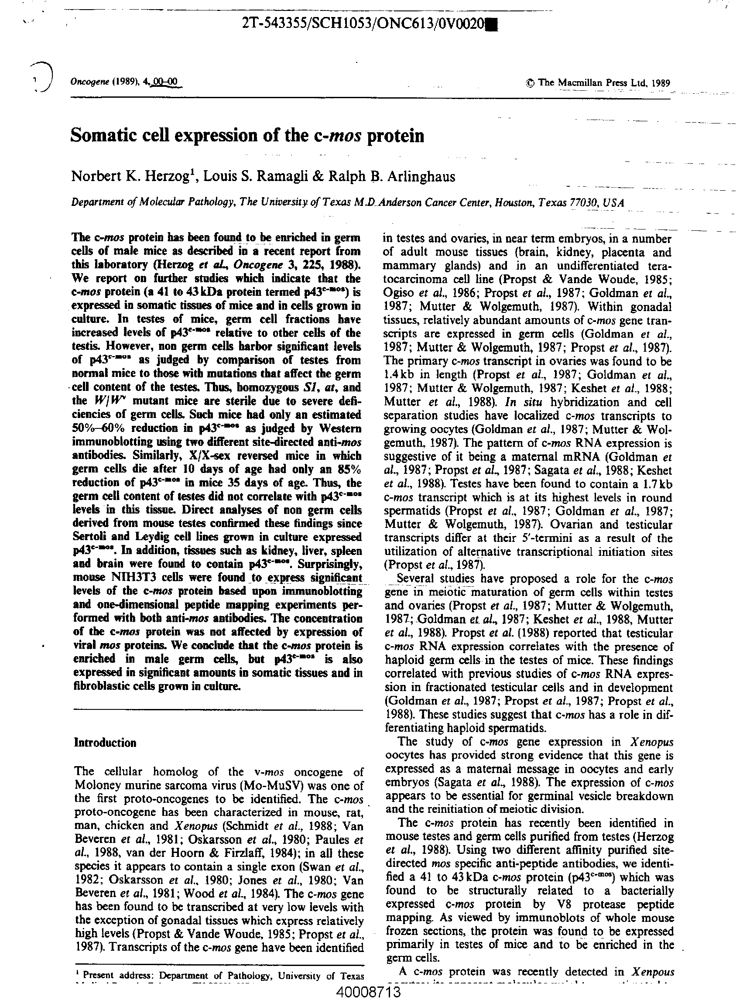 2T-543355/SCH1053/ONC613/0V0020
Oncogene (1989), 4, 00–00
© The Macmillan Press Ltd, 1989
Somatic cell expression of the c-mos protein
Norbert K. Herzog¹, Louis S. Ramagli & Ralph B. Arlinghaus
Department of Molecular Pathology, The University of Texas M.D. Anderson Cancer Center, Houston, Texas 77030, USA
The c-mos protein has been found to be enriched in germ
cells of male mice as described in a recent report from
this laboratory (Herzog et al., Oncogene 3, 225, 1988).
We report on further studies which indicate that the
c-mos protein (a 41 to 43 kDa protein termed p43ᶜ⁻ᵐᵒˢ) is
expressed in somatic tissues of mice and in cells grown in
culture. In testes of mice, germ cell fractions have
increased levels of p43ᶜ⁻ᵐᵒˢ relative to other cells of the
testis. However, non germ cells harbor significant levels
of p43ᶜ⁻ᵐᵒˢ as judged by comparison of testes from
normal mice to those with mutations that affect the germ
cell content of the testes. Thus, homozygous Sl, at, and
the W/Wᵛ mutant mice are sterile due to severe defi-
ciencies of germ cells. Such mice had only an estimated
50%–60% reduction in p43ᶜ⁻ᵐᵒˢ as judged by Western
immunoblotting using two different site-directed anti-mos
antibodies. Similarly, X/X-sex reversed mice in which
germ cells die after 10 days of age had only an 85%
reduction of p43ᶜ⁻ᵐᵒˢ in mice 35 days of age. Thus, the
germ cell content of testes did not correlate with p43ᶜ⁻ᵐᵒˢ
levels in this tissue. Direct analyses of non germ cells
derived from mouse testes confirmed these findings since
Sertoli and Leydig cell lines grown in culture expressed
p43ᶜ⁻ᵐᵒˢ. In addition, tissues such as kidney, liver, spleen
and brain were found to contain p43ᶜ⁻ᵐᵒˢ. Surprisingly,
mouse NIH3T3 cells were found to express significant
levels of the c-mos protein based upon immunoblotting
and one-dimensional peptide mapping experiments per-
formed with both anti-mos antibodies. The concentration
of the c-mos protein was not affected by expression of
viral mos proteins. We conclude that the c-mos protein is
enriched in male germ cells, but p43ᶜ⁻ᵐᵒˢ is also
expressed in significant amounts in somatic tissues and in
fibroblastic cells grown in culture.
Introduction
The cellular homolog of the v-mos oncogene of
Moloney murine sarcoma virus (Mo-MuSV) was one of
the first proto-oncogenes to be identified. The c-mos
proto-oncogene has been characterized in mouse, rat,
man, chicken and Xenopus (Schmidt et al., 1988; Van
Beveren et al., 1981; Oskarsson et al., 1980; Paules et
al., 1988, van der Hoorn & Firzlaff, 1984); in all these
species it appears to contain a single exon (Swan et al.,
1982; Oskarsson et al., 1980; Jones et al., 1980; Van
Beveren et al., 1981; Wood et al., 1984). The c-mos gene
has been found to be transcribed at very low levels with
the exception of gonadal tissues which express relatively
high levels (Propst & Vande Woude, 1985; Propst et al.,
1987). Transcripts of the c-mos gene have been identified
¹ Present address: Department of Pathology, University of Texas
in testes and ovaries, in near term embryos, in a number
of adult mouse tissues (brain, kidney, placenta and
mammary glands) and in an undifferentiated tera-
tocarcinoma cell line (Propst & Vande Woude, 1985;
Ogiso et al., 1986; Propst et al., 1987; Goldman et al.,
1987; Mutter & Wolgemuth, 1987). Within gonadal
tissues, relatively abundant amounts of c-mos gene tran-
scripts are expressed in germ cells (Goldman et al.,
1987; Mutter & Wolgemuth, 1987; Propst et al., 1987).
The primary c-mos transcript in ovaries was found to be
1.4 kb in length (Propst et al., 1987; Goldman et al.,
1987; Mutter & Wolgemuth, 1987; Keshet et al., 1988;
Mutter et al., 1988). In situ hybridization and cell
separation studies have localized c-mos transcripts to
growing oocytes (Goldman et al., 1987; Mutter & Wol-
gemuth, 1987). The pattern of c-mos RNA expression is
suggestive of it being a maternal mRNA (Goldman et
al., 1987; Propst et al., 1987; Sagata et al., 1988; Keshet
et al., 1988). Testes have been found to contain a 1.7 kb
c-mos transcript which is at its highest levels in round
spermatids (Propst et al., 1987; Goldman et al., 1987;
Mutter & Wolgemuth, 1987). Ovarian and testicular
transcripts differ at their 5'-termini as a result of the
utilization of alternative transcriptional initiation sites
(Propst et al., 1987).
Several studies have proposed a role for the c-mos
gene in meiotic maturation of germ cells within testes
and ovaries (Propst et al., 1987; Mutter & Wolgemuth,
1987; Goldman et al., 1987; Keshet et al., 1988, Mutter
et al., 1988). Propst et al. (1988) reported that testicular
c-mos RNA expression correlates with the presence of
haploid germ cells in the testes of mice. These findings
correlated with previous studies of c-mos RNA expres-
sion in fractionated testicular cells and in development
(Goldman et al., 1987; Propst et al., 1987; Propst et al.,
1988). These studies suggest that c-mos has a role in dif-
ferentiating haploid spermatids.
The study of c-mos gene expression in Xenopus
oocytes has provided strong evidence that this gene is
expressed as a maternal message in oocytes and early
embryos (Sagata et al., 1988). The expression of c-mos
appears to be essential for germinal vesicle breakdown
and the reinitiation of meiotic division.
The c-mos protein has recently been identified in
mouse testes and germ cells purified from testes (Herzog
et al., 1988). Using two different affinity purified site-
directed mos specific anti-peptide antibodies, we identi-
fied a 41 to 43 kDa c-mos protein (p43ᶜ⁻ᵐᵒˢ) which was
found to be structurally related to a bacterially
expressed c-mos protein by V8 protease peptide
mapping. As viewed by immunoblots of whole mouse
frozen sections, the protein was found to be expressed
primarily in testes of mice and to be enriched in the
germ cells.
A c-mos protein was recently detected in Xenpous
40008713